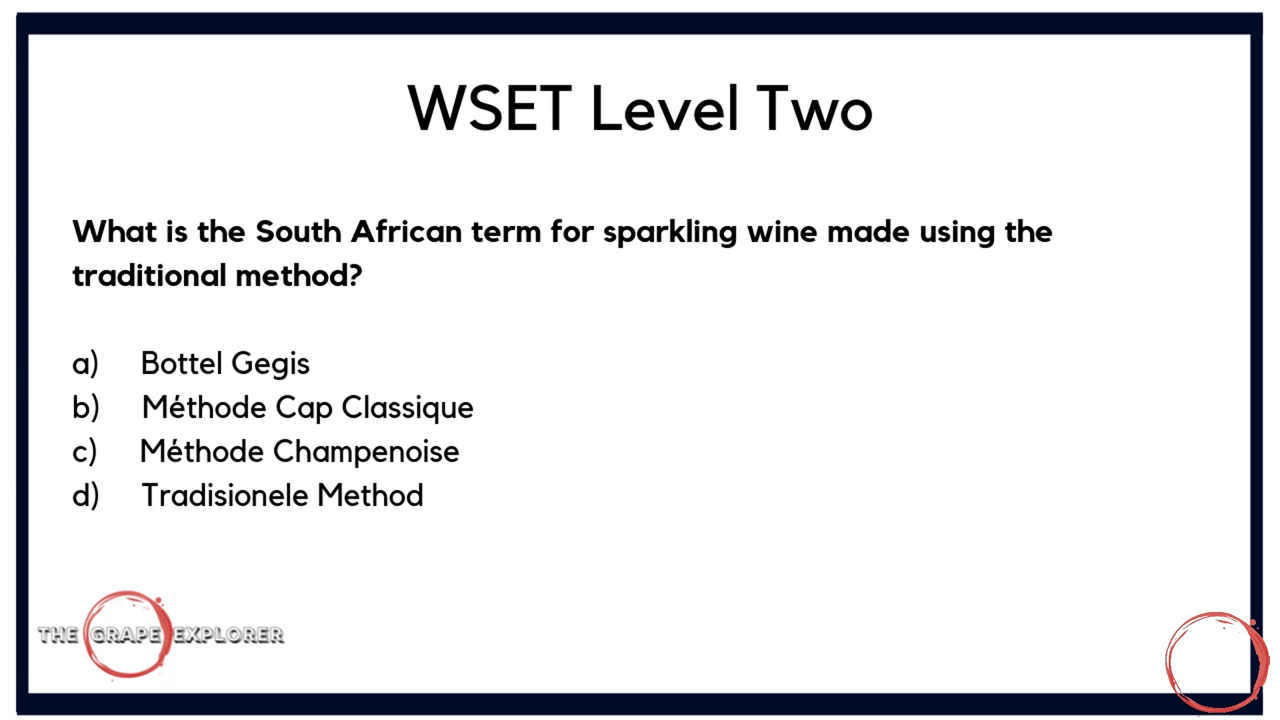 WSET Level Two
What is the South African term for sparkling wine made using the
traditional method?
a) Bottel Gegis
b) Méthode Cap Classique
c) Méthode Champenoise
d) Tradisionele Method
THE GRAPE EXPLORER